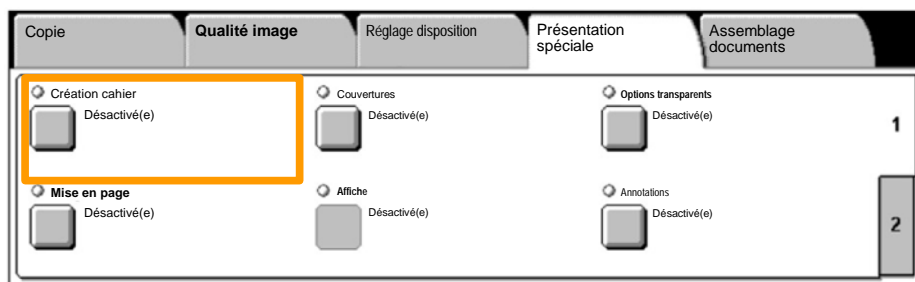 Copie
Qualité image
Réglage disposition
Présentation
spéciale
Assemblage
documents
Création cahier
Désactivé(e)
Couvertures
Désactivé(e)
Options transparents
Désactivé(e)
1
Mise en page
Désactivé(e)
Affiche
Désactivé(e)
Annotations
Désactivé(e)
2